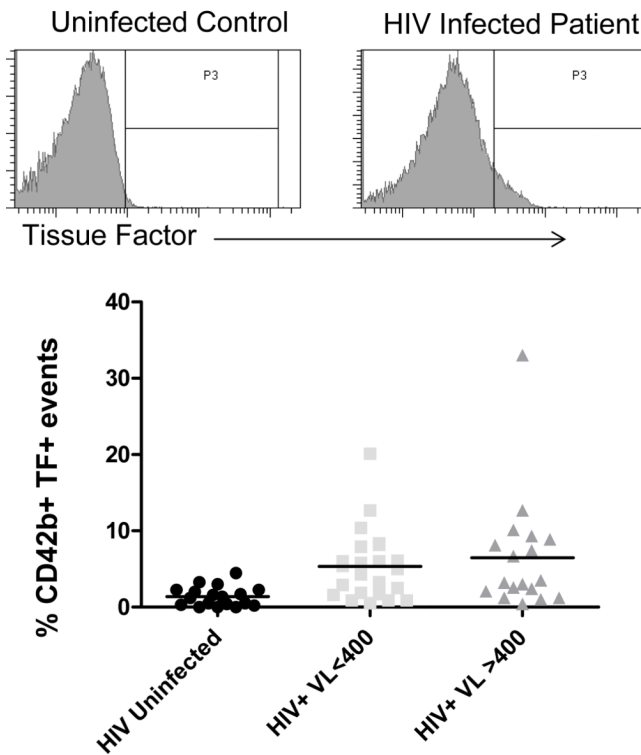 Uninfected Control
HIV Infected Patient
P3
P3
Tissue Factor
% CD42b+ TF+ events
40
30
20
10
0
HIV Uninfected
HIV+ VL<400
HIV+ VL >400